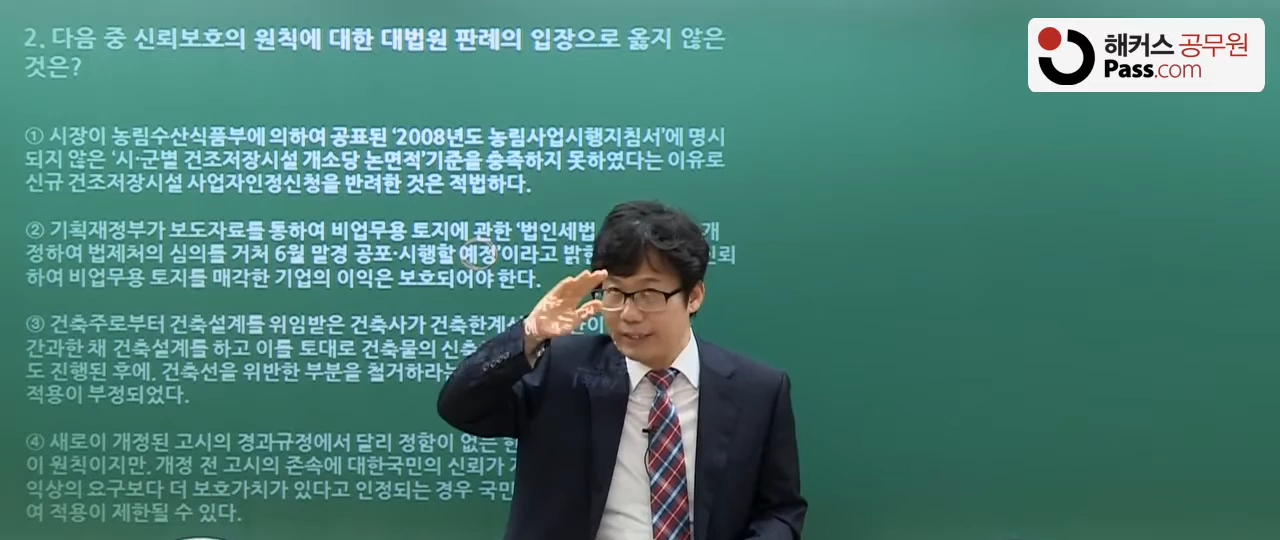 2. 다음 중 신뢰보호의 원칙에 대한 대법원 판례의 입장으로 옳지 않은
것은?
해커스 공무원
Pass.com
① 시장이 농림수산식품부에 의하여 공표된 '2008년도 농림사업시행지침서'에 명시
되지 않은 '시·군별 건조저장시설 개소당 논면적'기준을 충족하지 못하였다는 이유로
신규 건조저장시설 사업자인정신청을 반려한 것은 적법하다.
② 기획재정부가 보도자료를 통하여 비업무용 토지에 관한 '법인세법 개
정하여 법제처의 심의를 거쳐 6월 말경 공포·시행할 예정'이라고 밝힌 신뢰
하여 비업무용 토지를 매각한 기업의 이익은 보호되어야 한다.
③ 건축주로부터 건축설계를 위임받은 건축사가 건축한계선
간과한 채 건축설계를 하고 이를 토대로 건축물의 신축
도 진행된 후에, 건축선을 위반한 부분을 철거하라는
적용이 부정되었다.
④ 새로이 개정된 고시의 경과규정에서 달리 정함이 없는 한
이 원칙이지만, 개정 전 고시의 존속에 대한국민의 신뢰가
익상의 요구보다 더 보호가치가 있다고 인정되는 경우 국민
여 적용이 제한될 수 있다.